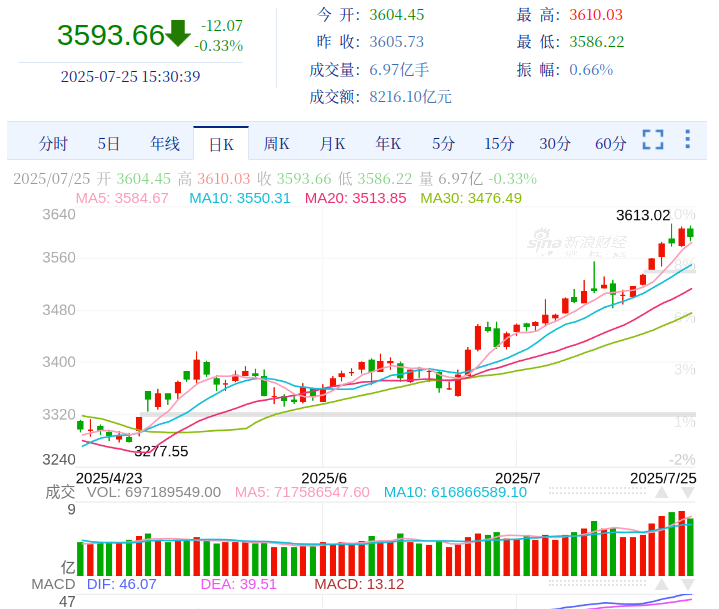 3593.66 -12.07
-0.33%
2025-07-25 15:30:39
今 开: 3604.45 最 高: 3610.03
昨 收: 3605.73 最 低: 3586.22
成交量: 6.97亿手 振 幅: 0.66%
成交额: 8216.10亿元
分时 5日 年线 日K 周K 月K 年K 5分 15分 30分 60分
2025/07/25 开 3604.45 高 3610.03 收 3593.66 低 3586.22 量 6.97亿 -0.33%
MA5: 3584.67 MA10: 3550.31 MA20: 3513.85 MA30: 3476.49
3640 3613.02
sina 新浪财经
3560
3480
3400 3%
3320 1%
3277.55
3240 -2%
2025/4/23 2025/6 2025/7 2025/7/25
成交 VOL: 697189549.00 MA5: 717586547.60 MA10: 616866589.10
9
亿
MACD DIF: 46.07 DEA: 39.51 MACD: 13.12
47